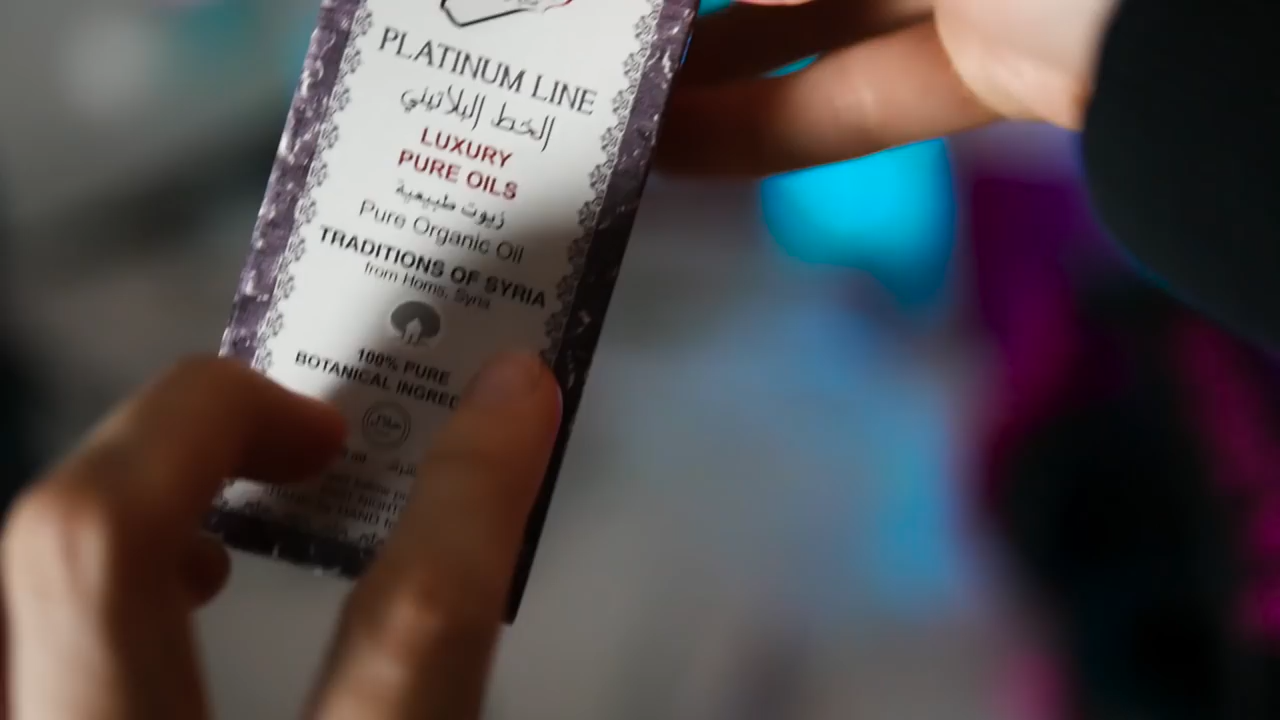 PLATINUM LINE
الخط البلاتيني
LUXURY
PURE OILS
زيوت طبيعية
Pure Organic Oil
TRADITIONS OF SYRIA
from Homs, Syria
100% PURE
BOTANICAL
حلال